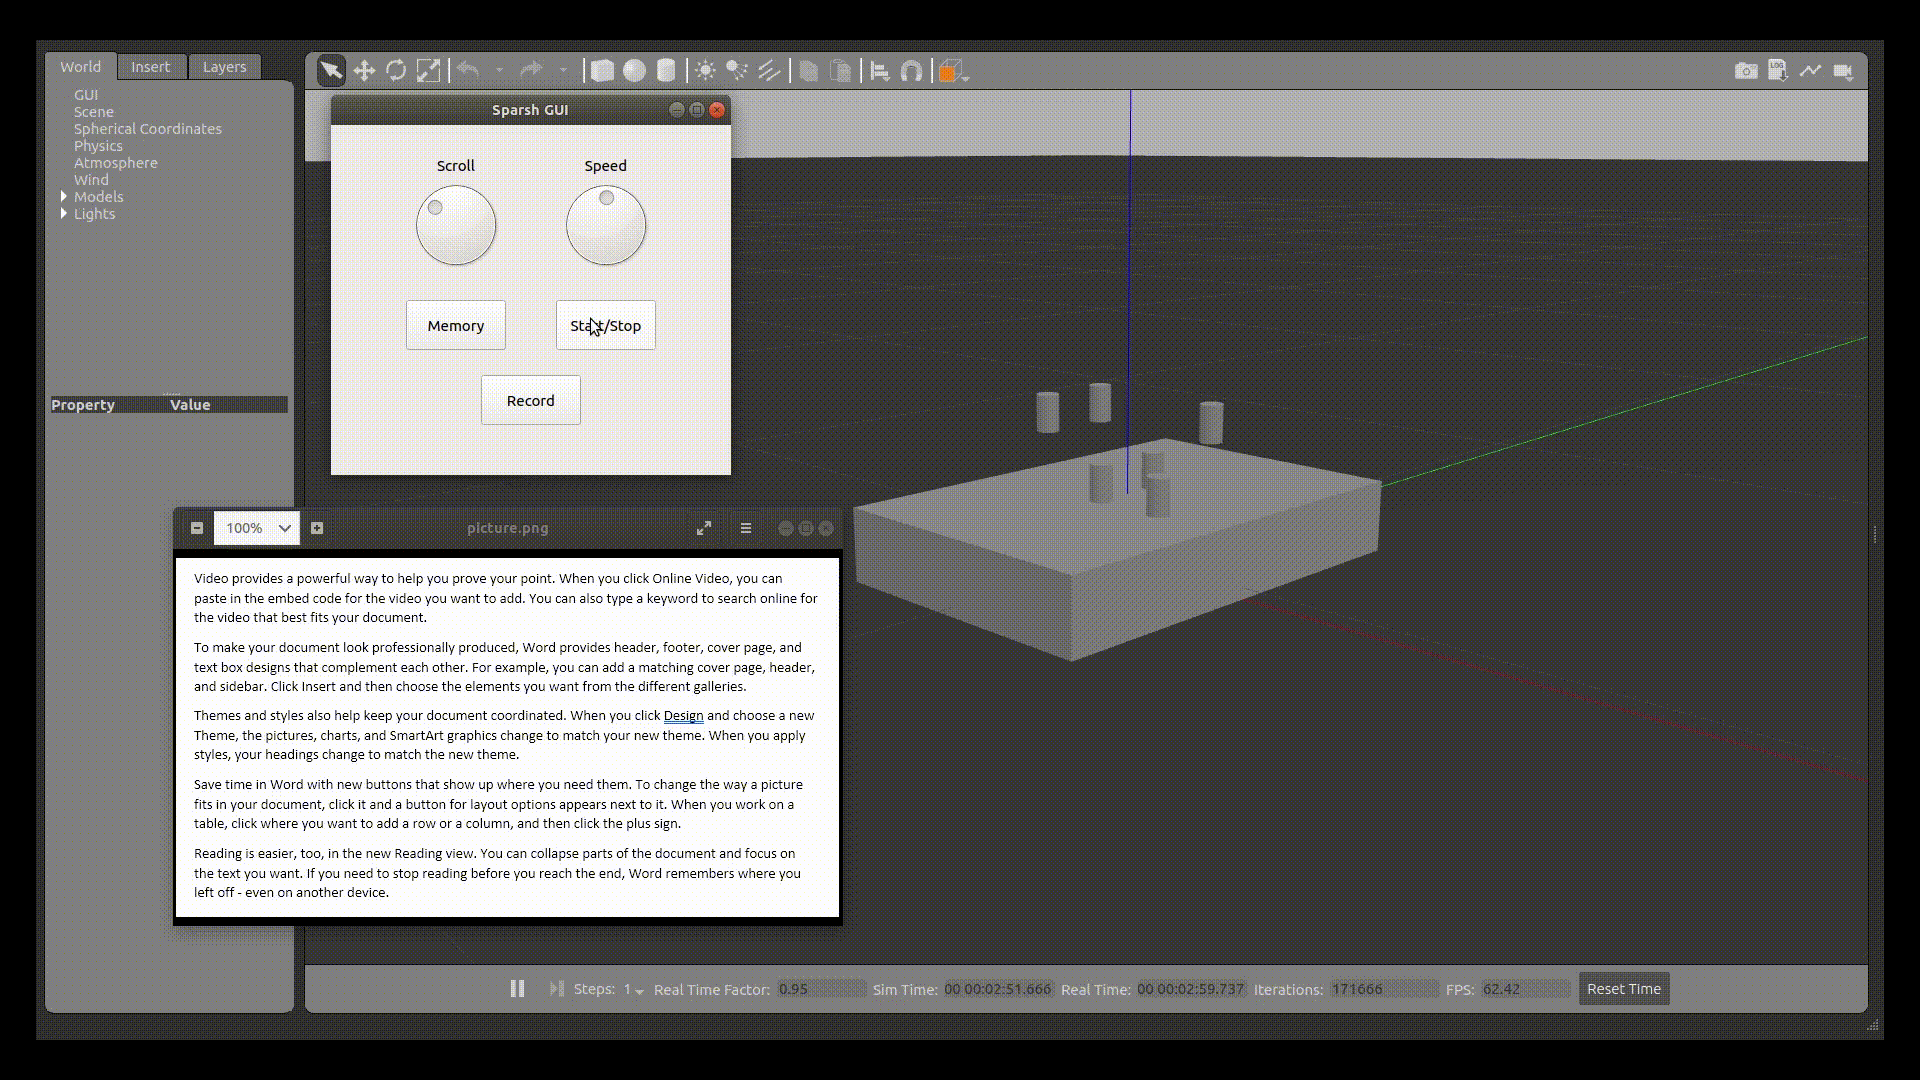 World Insert Layers
GUI
Scene
Spherical Coordinates
Physics
Atmosphere
Wind
Models
Lights
Property Value
LOG
Sparsh GUI
Scroll Speed
Memory Start/Stop
Record
100% picture.png
Video provides a powerful way to help you prove your point. When you click Online Video, you can
paste in the embed code for the video you want to add. You can also type a keyword to search online for
the video that best fits your document.
To make your document look professionally produced, Word provides header, footer, cover page, and
text box designs that complement each other. For example, you can add a matching cover page, header,
and sidebar. Click Insert and then choose the elements you want from the different galleries.
Themes and styles also help keep your document coordinated. When you click Design and choose a new
Theme, the pictures, charts, and SmartArt graphics change to match your new theme. When you apply
styles, your headings change to match the new theme.
Save time in Word with new buttons that show up where you need them. To change the way a picture
fits in your document, click it and a button for layout options appears next to it. When you work on a
table, click where you want to add a row or a column, and then click the plus sign.
Reading is easier, too, in the new Reading view. You can collapse parts of the document and focus on
the text you want. If you need to stop reading before you reach the end, Word remembers where you
left off - even on another device.
Steps: 1 Real Time Factor: 0.95 Sim Time: 00 00:02:51.666 Real Time: 00 00:02:59.737 Iterations: 171666 FPS: 62.42 Reset Time